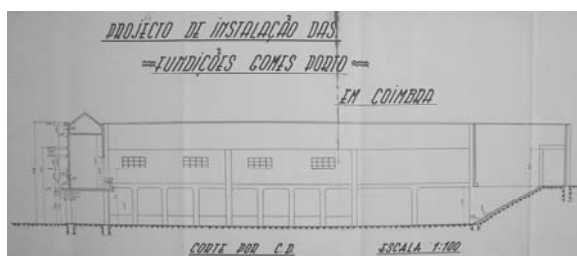 PROJECTO DE INSTALAÇÃO DAS
FUNDIÇÕES GOMES PORTO
EM COIMBRA
CORTE POR C.D.
ESCALA 1:100